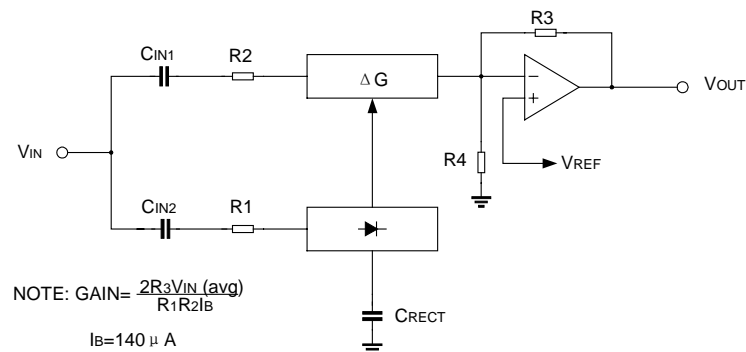 CIN1
R2
ΔG
R3
−
+
VOUT
VIN
R4
VREF
CIN2
R1
NOTE: GAIN= 2R3VIN (avg)
R1R2IB
CRECT
IB=140 μ A